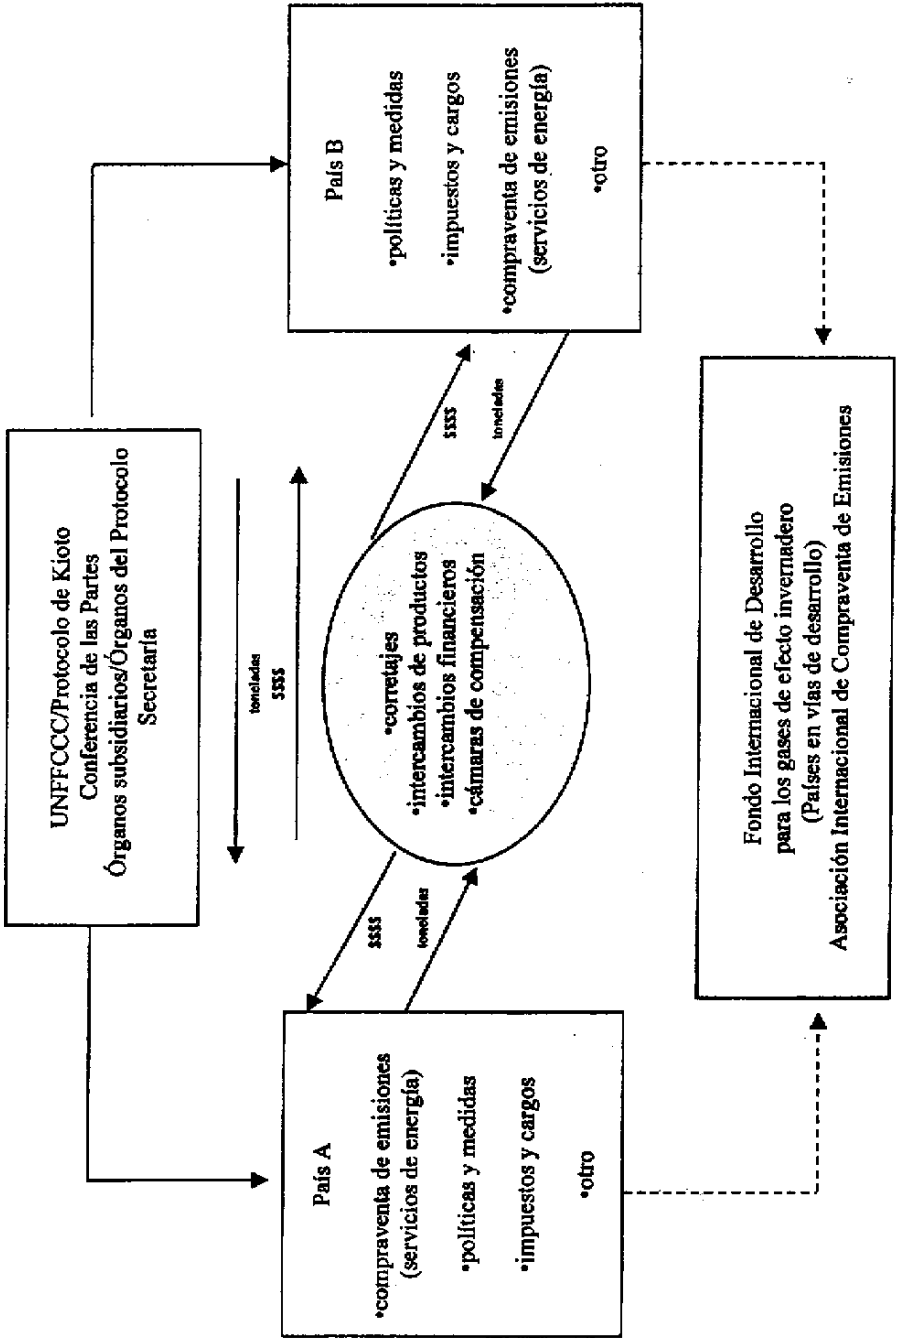 UNFFCCC/Protocolo de Kioto
Conferencia de las Partes
Órganos subsidiarios/Órganos del Protocolo
Secretaría
toneladas
$$$$
País A
•compraventa de emisiones
(servicios de energía)
•políticas y medidas
•impuestos y cargos
•otro
$$$$
toneladas
•corretajes
•intercambios de productos
•intercambios financieros
•cámaras de compensación
$$$$
toneladas
País B
•políticas y medidas
•impuestos y cargos
•compraventa de emisiones
(servicios de energía)
•otro
Fondo Internacional de Desarrollo
para los gases de efecto invernadero
(Países en vías de desarrollo)
Asociación Internacional de Compraventa de Emisiones